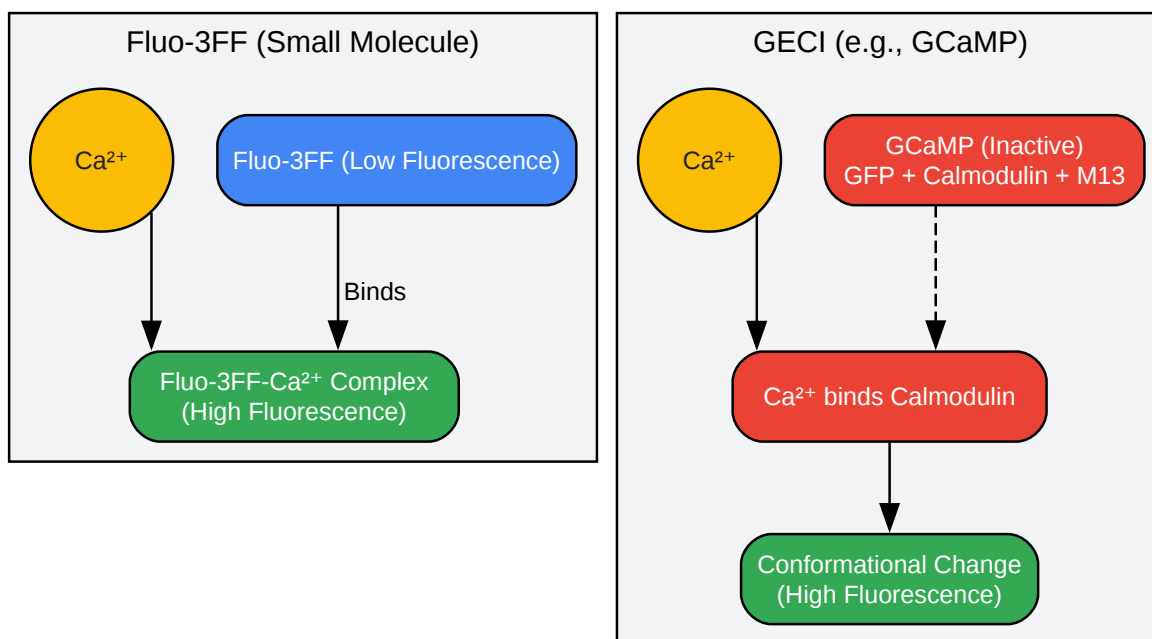 Fluo-3FF (Small Molecule)
Ca²⁺
Fluo-3FF (Low Fluorescence)
Binds
Fluo-3FF-Ca²⁺ Complex
(High Fluorescence)
GECI (e.g., GCaMP)
Ca²⁺
GCaMP (Inactive)
GFP + Calmodulin + M13
Ca²⁺ binds Calmodulin
Conformational Change
(High Fluorescence)